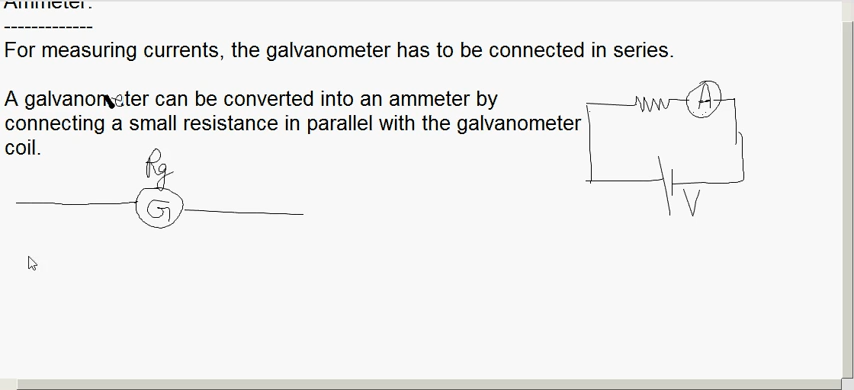 Ammeter:
-------------
For measuring currents, the galvanometer has to be connected in series.
A galvanometer can be converted into an ammeter by
connecting a small resistance in parallel with the galvanometer
coil.
A
Rg
G
V